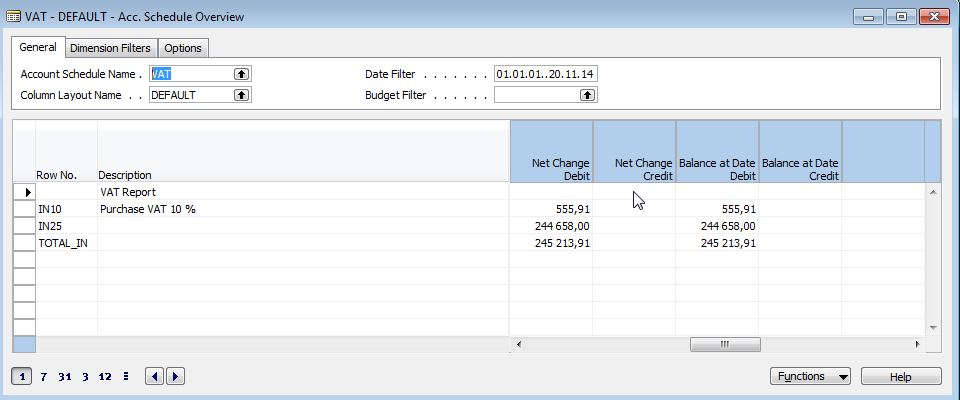 VAT - DEFAULT - Acc. Schedule Overview
General Dimension Filters Options
Account Schedule Name . VAT Date Filter . . . . . . . 01.01.01..20.11.14
Column Layout Name . . DEFAULT Budget Filter . . . . . .
Row No. Description Net Change Debit Net Change Credit Balance at Date Debit Balance at Date Credit
VAT Report
IN10 Purchase VAT 10 % 555,91 555,91
IN25 244 658,00 244 658,00
TOTAL_IN 245 213,91 245 213,91
1 7 31 3 12 Functions Help